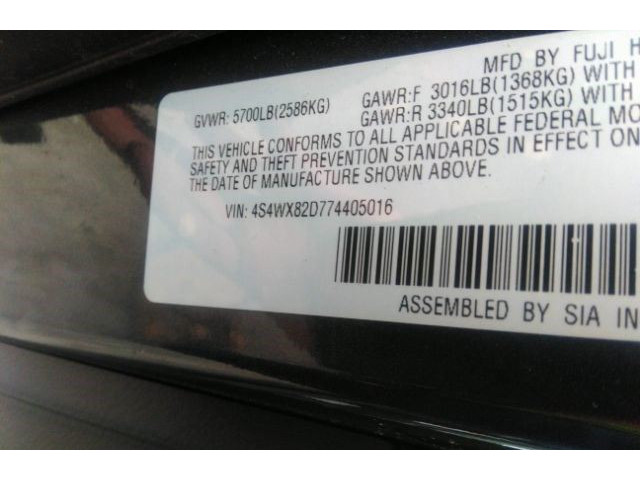 MFD BY FUJI H
GVWR: 5700LB(2586KG) GAWR:F 3016LB(1368KG) WITH
GAWR:R 3340LB(1515KG) WITH
THIS VEHICLE CONFORMS TO ALL APPLICABLE FEDERAL MO
SAFETY AND THEFT PREVENTION STANDARDS IN EFFECT ON
THE DATE OF MANUFACTURE SHOWN ABOVE.
VIN: 4S4WX82D774405016
ASSEMBLED BY SIA IN